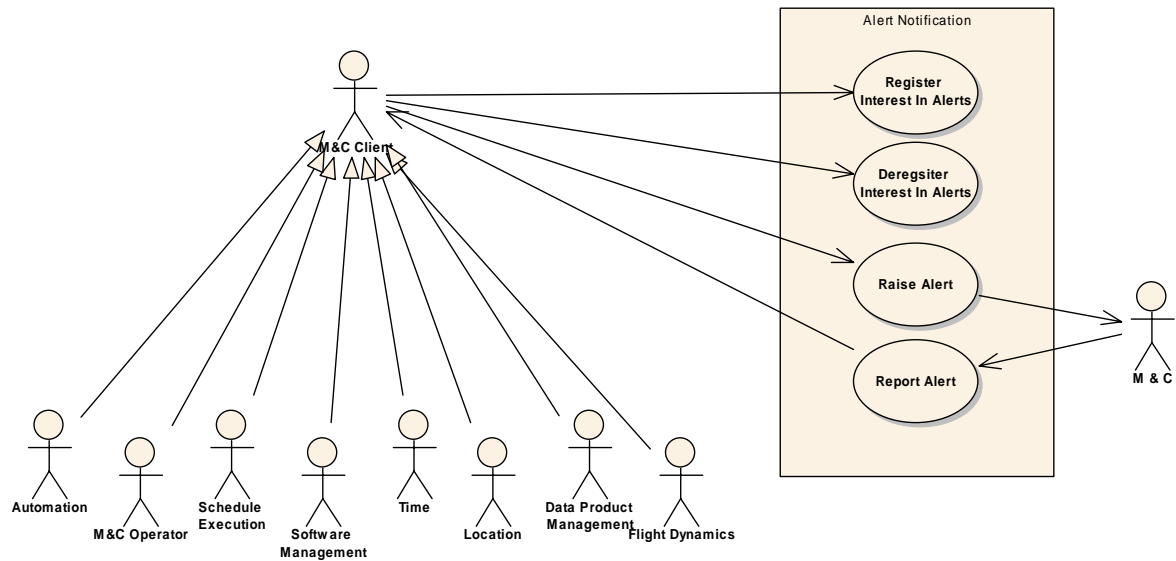 Alert Notification
Register
Interest In Alerts
M&C Client
Deregsiter
Interest In Alerts
Raise Alert
Report Alert
M & C
Automation
M&C Operator
Schedule
Execution
Software
Management
Time
Location
Data Product
Management
Flight Dynamics